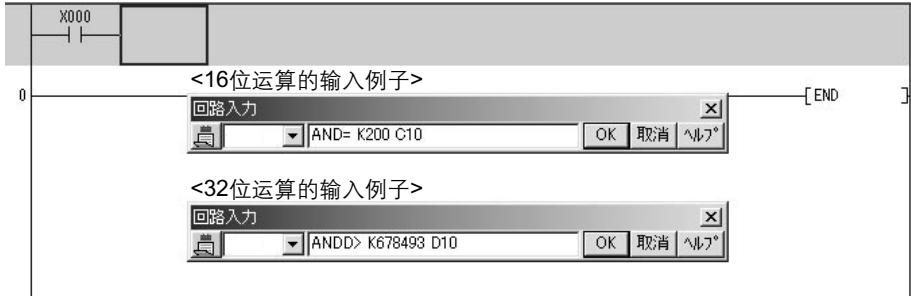 X000
<16位运算的输入例子>
0
[ END ]
回路入力
AND= K200 C10
OK 取消 ヘルプ
<32位运算的输入例子>
回路入力
ANDD> K678493 D10
OK 取消 ヘルプ